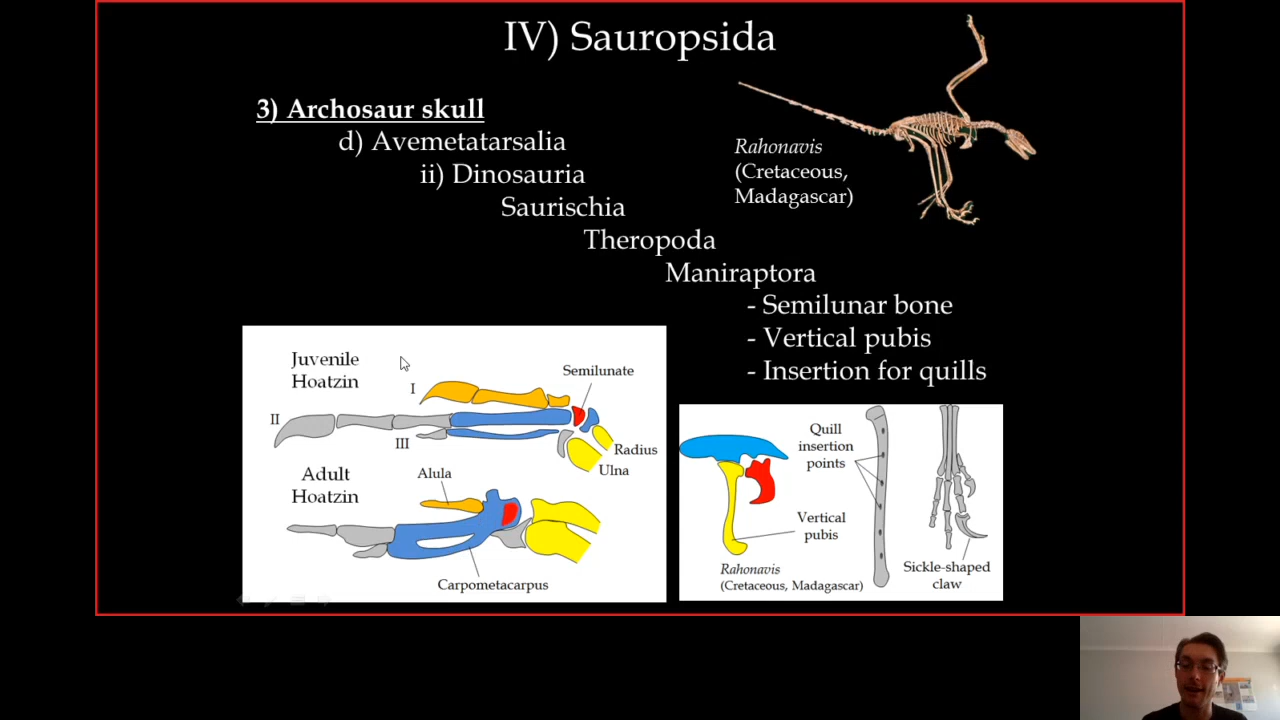 IV) Sauropsida
3) Archosaur skull
d) Avemetatarsalia
ii) Dinosauria
Saurischia
Theropoda
Maniraptora
- Semilunar bone
- Vertical pubis
- Insertion for quills
Rahonavis
(Cretaceous,
Madagascar)
Juvenile
Hoatzin
I
II
III
Semilunate
Radius
Ulna
Adult
Hoatzin
Alula
Carpometacarpus
Quill
insertion
points
Vertical
pubis
Rahonavis
(Cretaceous, Madagascar)
Sickle-shaped
claw